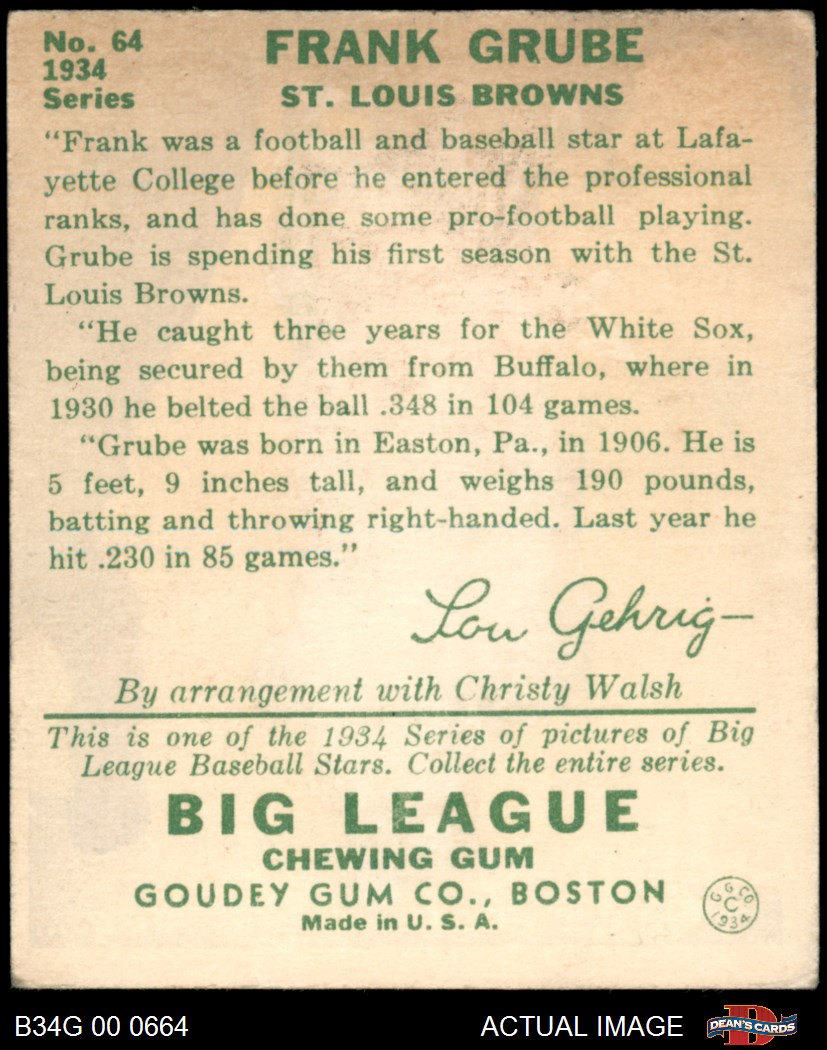 No. 64
1934
Series
FRANK GRUBE
ST. LOUIS BROWNS
"Frank was a football and baseball star at Lafa-
yette College before he entered the professional
ranks, and has done some pro-football playing.
Grube is spending his first season with the St.
Louis Browns.
"He caught three years for the White Sox,
being secured by them from Buffalo, where in
1930 he belted the ball .348 in 104 games.
"Grube was born in Easton, Pa., in 1906. He is
5 feet, 9 inches tall, and weighs 190 pounds,
batting and throwing right-handed. Last year he
hit .230 in 85 games."
Lou Gehrig—
By arrangement with Christy Walsh
This is one of the 1934 Series of pictures of Big
League Baseball Stars. Collect the entire series.
BIG LEAGUE
CHEWING GUM
GOUDEY GUM CO., BOSTON
Made in U. S. A.
G G CO
C
1934
B34G 00 0664
ACTUAL IMAGE
D
DEAN'S CARDS